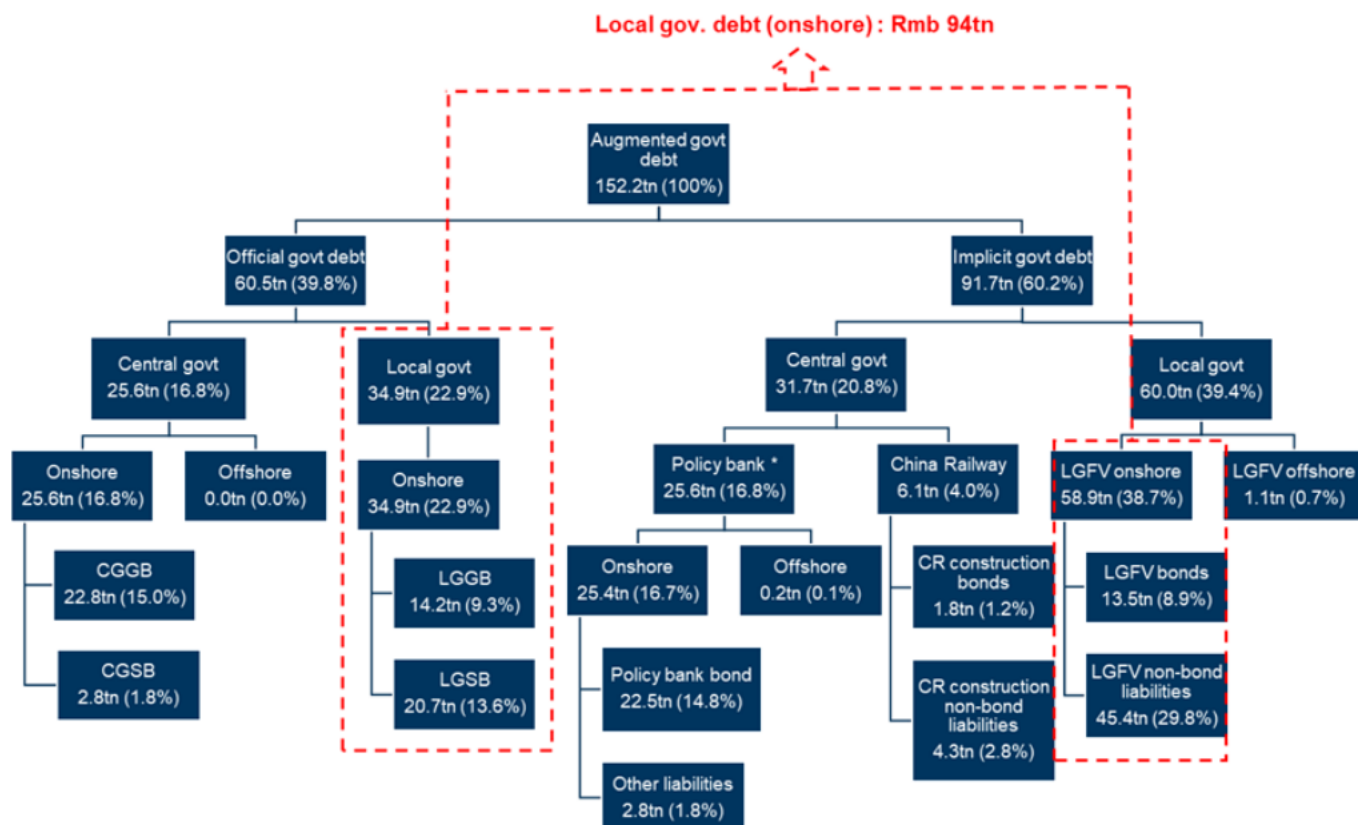 Local gov. debt (onshore) : Rmb 94tn
Augmented govt
debt
152.2tn (100%)
Official govt debt
60.5tn (39.8%)
Implicit govt debt
91.7tn (60.2%)
Central govt
25.6tn (16.8%)
Local govt
34.9tn (22.9%)
Central govt
31.7tn (20.8%)
Local govt
60.0tn (39.4%)
Onshore
25.6tn (16.8%)
Offshore
0.0tn (0.0%)
Onshore
34.9tn (22.9%)
Policy bank *
25.6tn (16.8%)
China Railway
6.1tn (4.0%)
LGFV onshore
58.9tn (38.7%)
LGFV offshore
1.1tn (0.7%)
CGGB
22.8tn (15.0%)
LGGB
14.2tn (9.3%)
Onshore
25.4tn (16.7%)
Offshore
0.2tn (0.1%)
CR construction
bonds
1.8tn (1.2%)
LGFV bonds
13.5tn (8.9%)
CGSB
2.8tn (1.8%)
LGSB
20.7tn (13.6%)
Policy bank bond
22.5tn (14.8%)
CR construction
non-bond
liabilities
4.3tn (2.8%)
LGFV non-bond
liabilities
45.4tn (29.8%)
Other liabilities
2.8tn (1.8%)